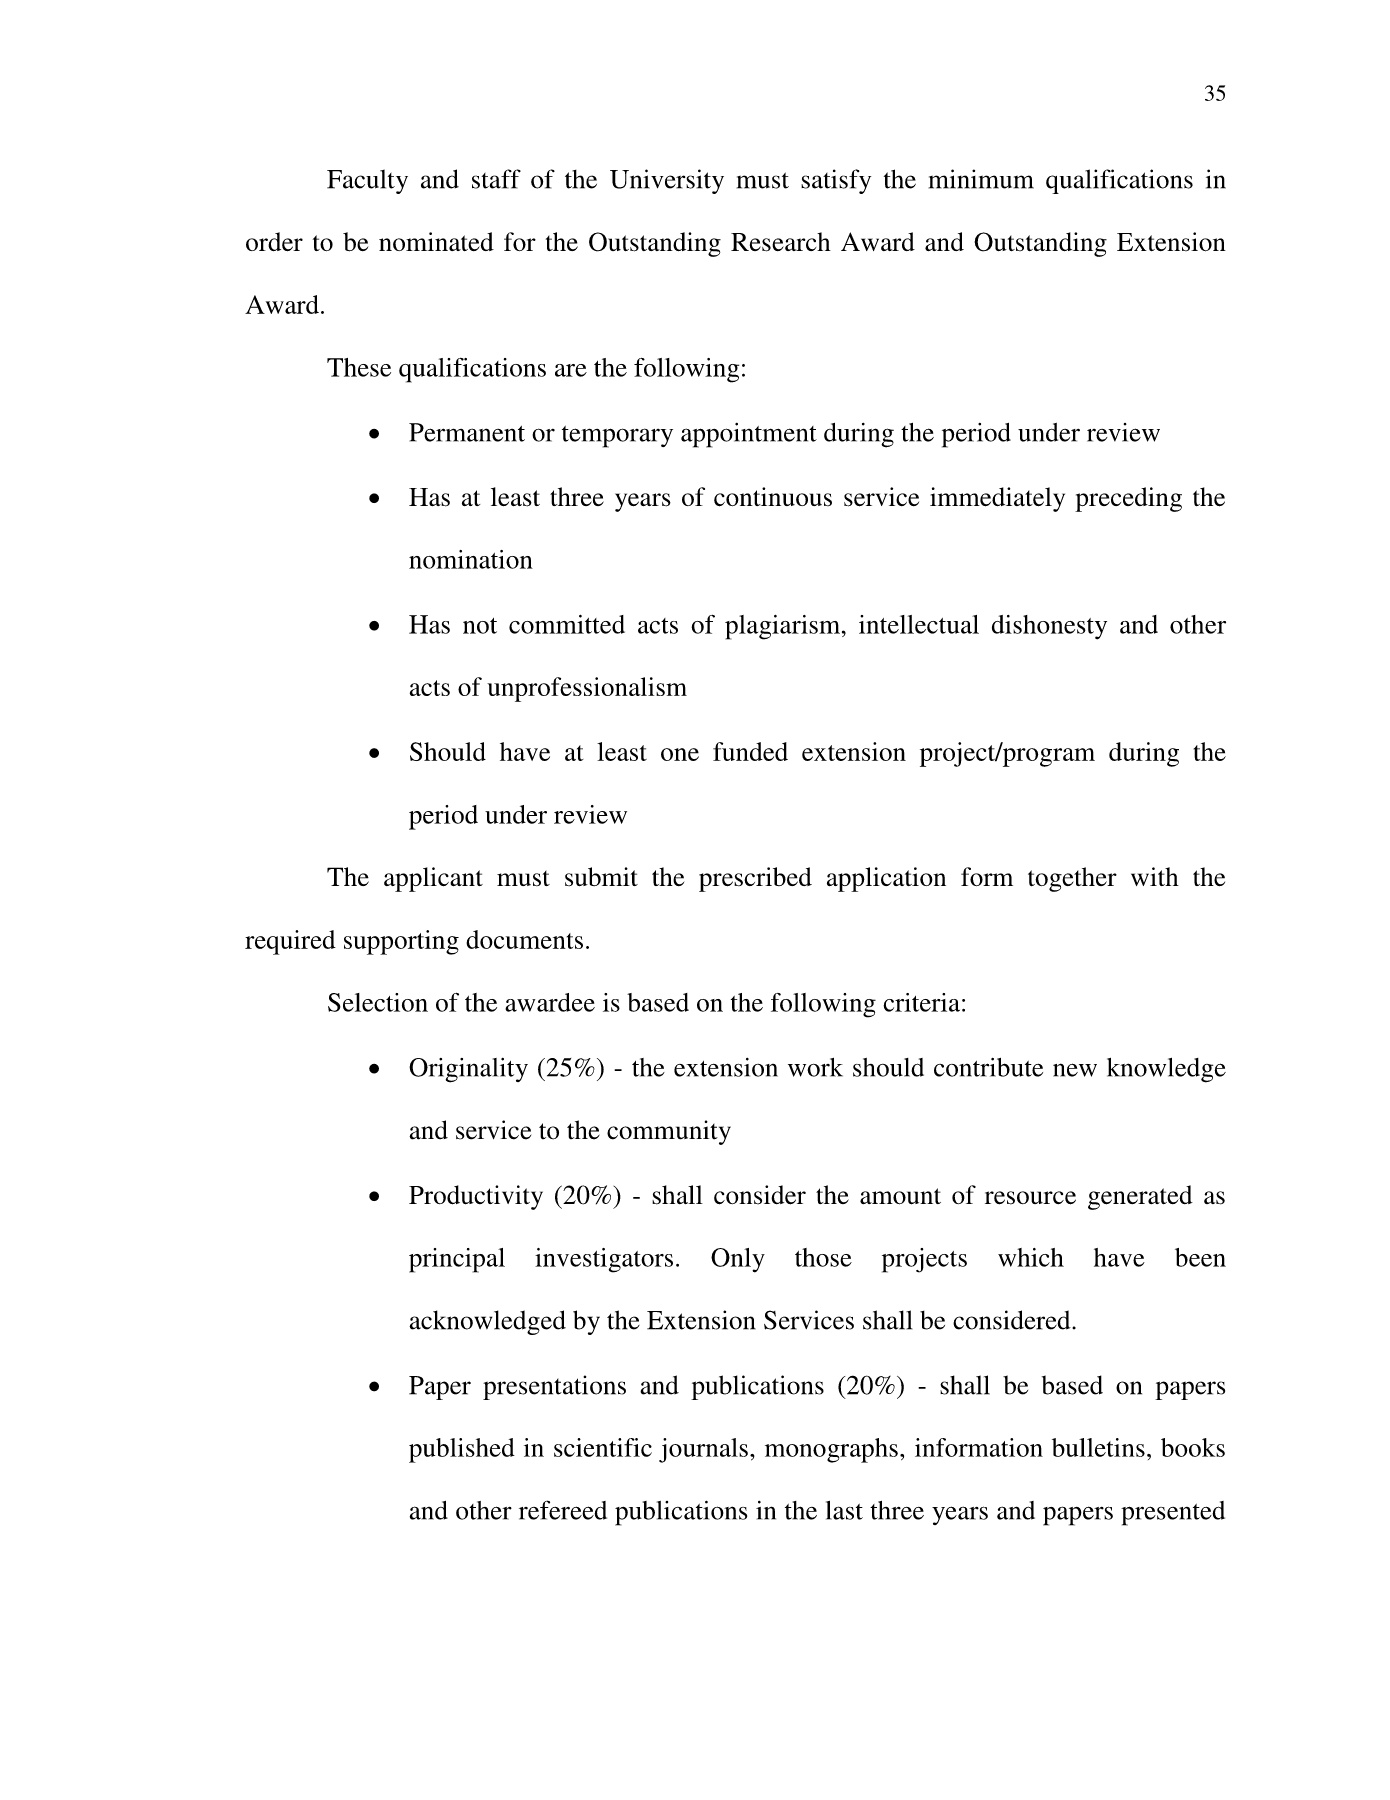 35
Faculty and staff of the University must satisfy the minimum qualifications in
order to be nominated for the Outstanding Research Award and Outstanding Extension
Award.
These qualifications are the following:
• Permanent or temporary appointment during the period under review
• Has at least three years of continuous service immediately preceding the
nomination
• Has not committed acts of plagiarism, intellectual dishonesty and other
acts of unprofessionalism
• Should have at least one funded extension project/program during the
period under review
The applicant must submit the prescribed application form together with the
required supporting documents.
Selection of the awardee is based on the following criteria:
• Originality (25%) - the extension work should contribute new knowledge
and service to the community
• Productivity (20%) - shall consider the amount of resource generated as
principal investigators. Only those projects which have been
acknowledged by the Extension Services shall be considered.
• Paper presentations and publications (20%) - shall be based on papers
published in scientific journals, monographs, information bulletins, books
and other refereed publications in the last three years and papers presented